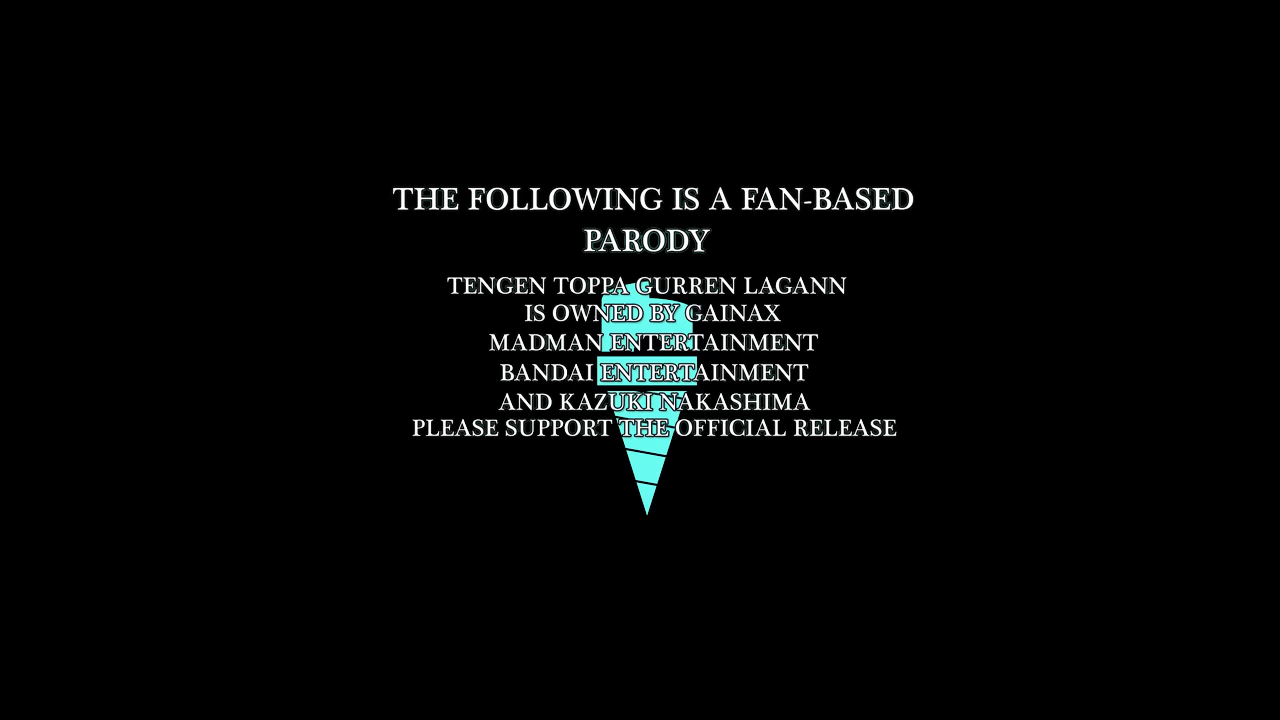 THE FOLLOWING IS A FAN-BASED
PARODY
TENGEN TOPPA GURREN LAGANN
IS OWNED BY GAINAX
MADMAN ENTERTAINMENT
BANDAI ENTERTAINMENT
AND KAZUKI NAKASHIMA
PLEASE SUPPORT THE OFFICIAL RELEASE